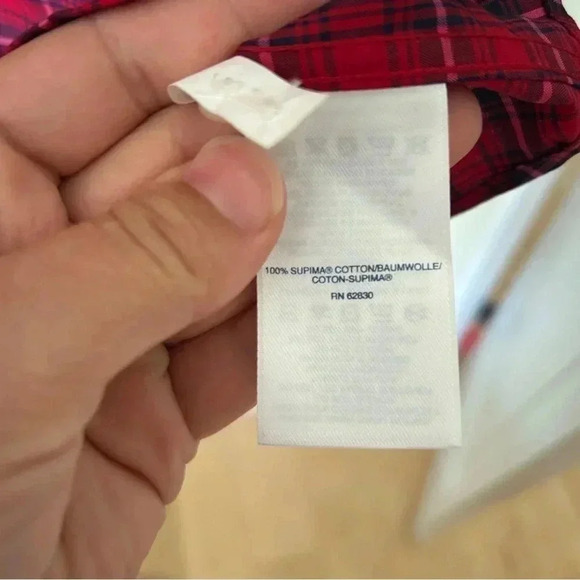 100% SUPIMA® COTTON/BAUMWOLLE/
COTON-SUPIMA®
RN 62830